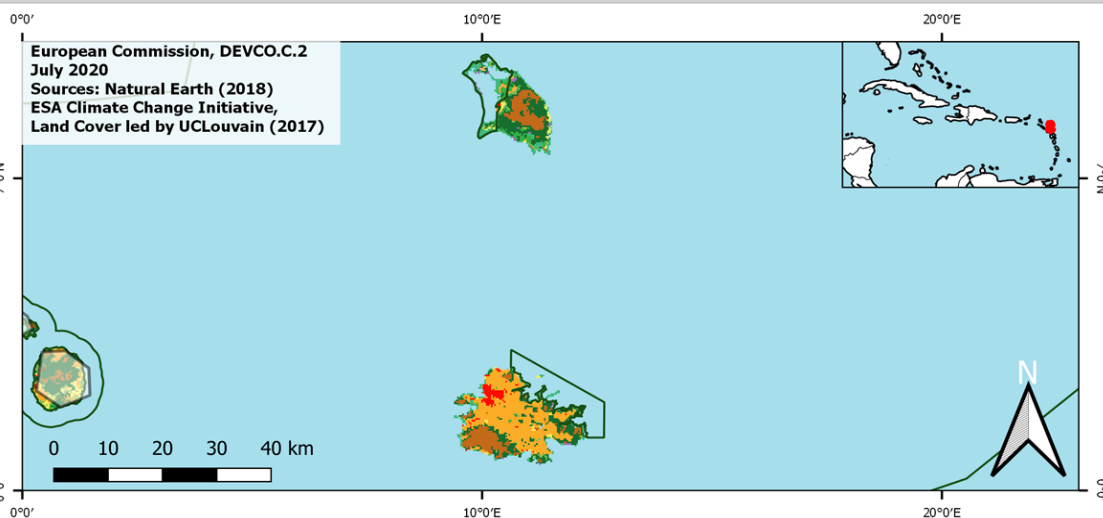 0°0′ 10°0′E 20°0′E
European Commission, DEVCO.C.2
July 2020
Sources: Natural Earth (2018)
ESA Climate Change Initiative,
Land Cover led by UCLouvain (2017)
N
0 10 20 30 40 km
0°0′ 10°0′E 20°0′E